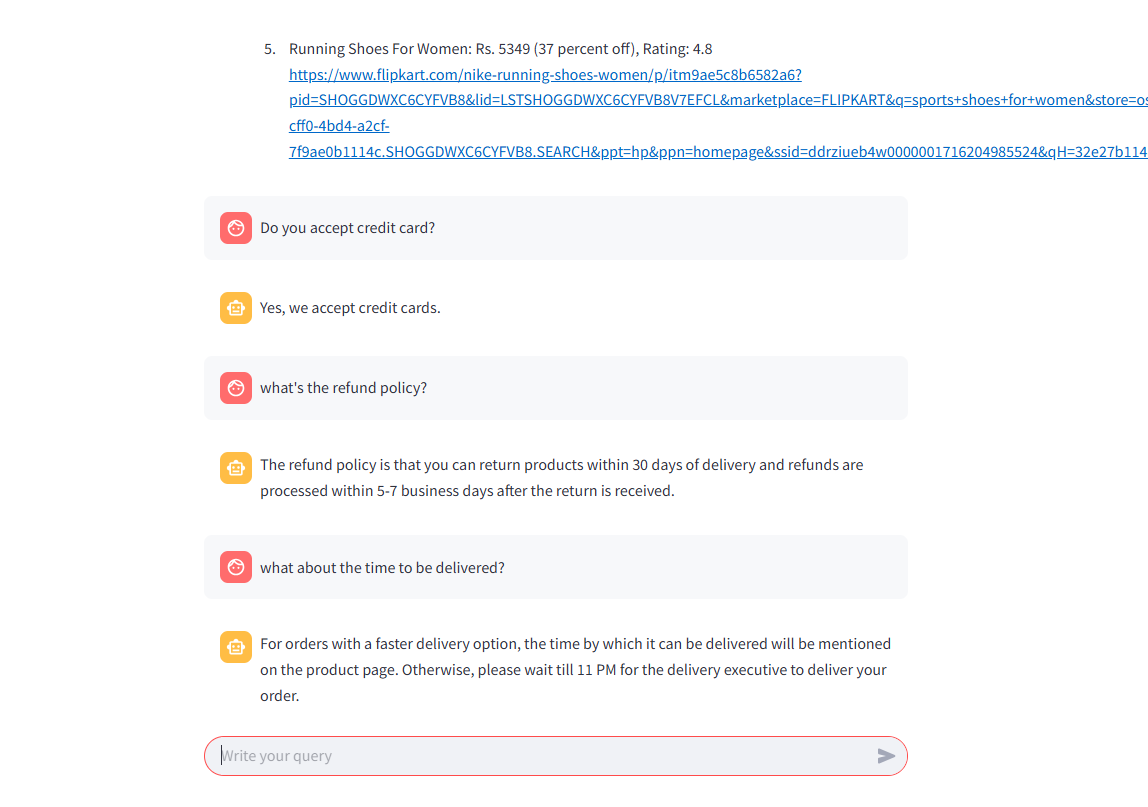 5. Running Shoes For Women: Rs. 5349 (37 percent off), Rating: 4.8
https://www.flipkart.com/nike-running-shoes-women/p/itm9ae5c8b6582a6?
pid=SHOGGDWXC6CYFVB8&lid=LSTSHOGGDWXC6CYFVB8V7EFCL&marketplace=FLIPKART&q=sports+shoes+for+women&store=os
cff0-4bd4-a2cf-
7f9ae0b1114c.SHOGGDWXC6CYFVB8.SEARCH&ppt=hp&ppn=homepage&ssid=ddrziueb4w0000001716204985524&qH=32e27b114
Do you accept credit card?
Yes, we accept credit cards.
what's the refund policy?
The refund policy is that you can return products within 30 days of delivery and refunds are
processed within 5-7 business days after the return is received.
what about the time to be delivered?
For orders with a faster delivery option, the time by which it can be delivered will be mentioned
on the product page. Otherwise, please wait till 11 PM for the delivery executive to deliver your
order.
Write your query